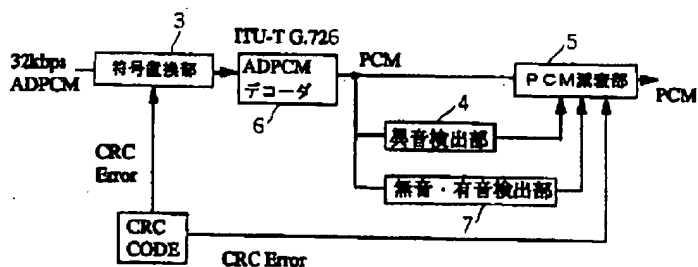 3
ITU-T G.726
5
32kbps
ADPCM
符号置換部
ADPCM
デコーダ
PCM
PCM減衰部
PCM
6
4
異音検出部
CRC
Error
無音・有音検出部
7
CRC
CODE
CRC Error